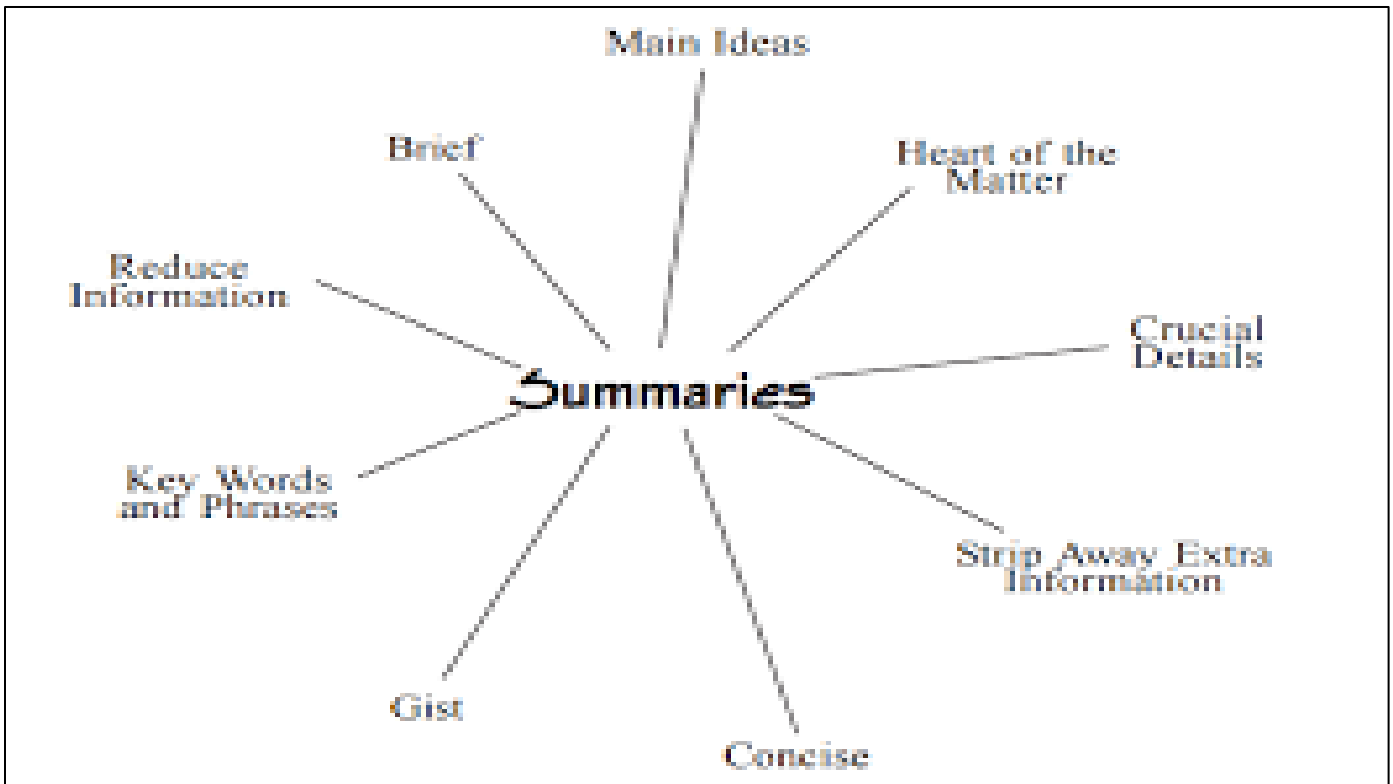 Main Ideas
Brief
Heart of the
Matter
Reduce
Information
Crucial
Details
Summaries
Key Words
and Phrases
Strip Away Extra
Information
Gist
Concise